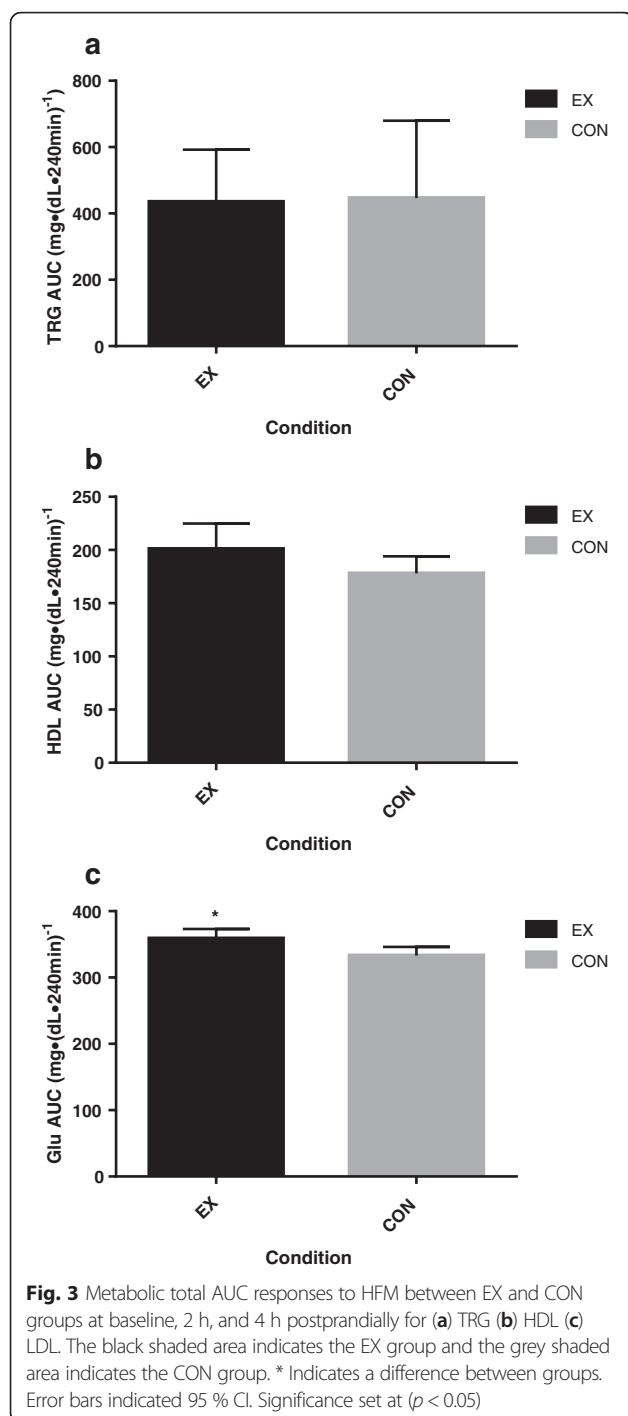 a
TRG AUC (mg•(dL•240min)⁻¹)
800
600
400
200
0
EX
CON
EX
CON
Condition
b
HDL AUC (mg•(dL•240min)⁻¹
250
200
150
100
50
0
EX
CON
EX
CON
Condition
c
Glu AUC (mg•(dL•240min)⁻¹
400
300
200
100
0
*
EX
CON
EX
CON
Condition
Fig. 3 Metabolic total AUC responses to HFM between EX and CON
groups at baseline, 2 h, and 4 h postprandially for (a) TRG (b) HDL (c)
LDL. The black shaded area indicates the EX group and the grey shaded
area indicates the CON group. * Indicates a difference between groups.
Error bars indicated 95 % CI. Significance set at (p < 0.05)